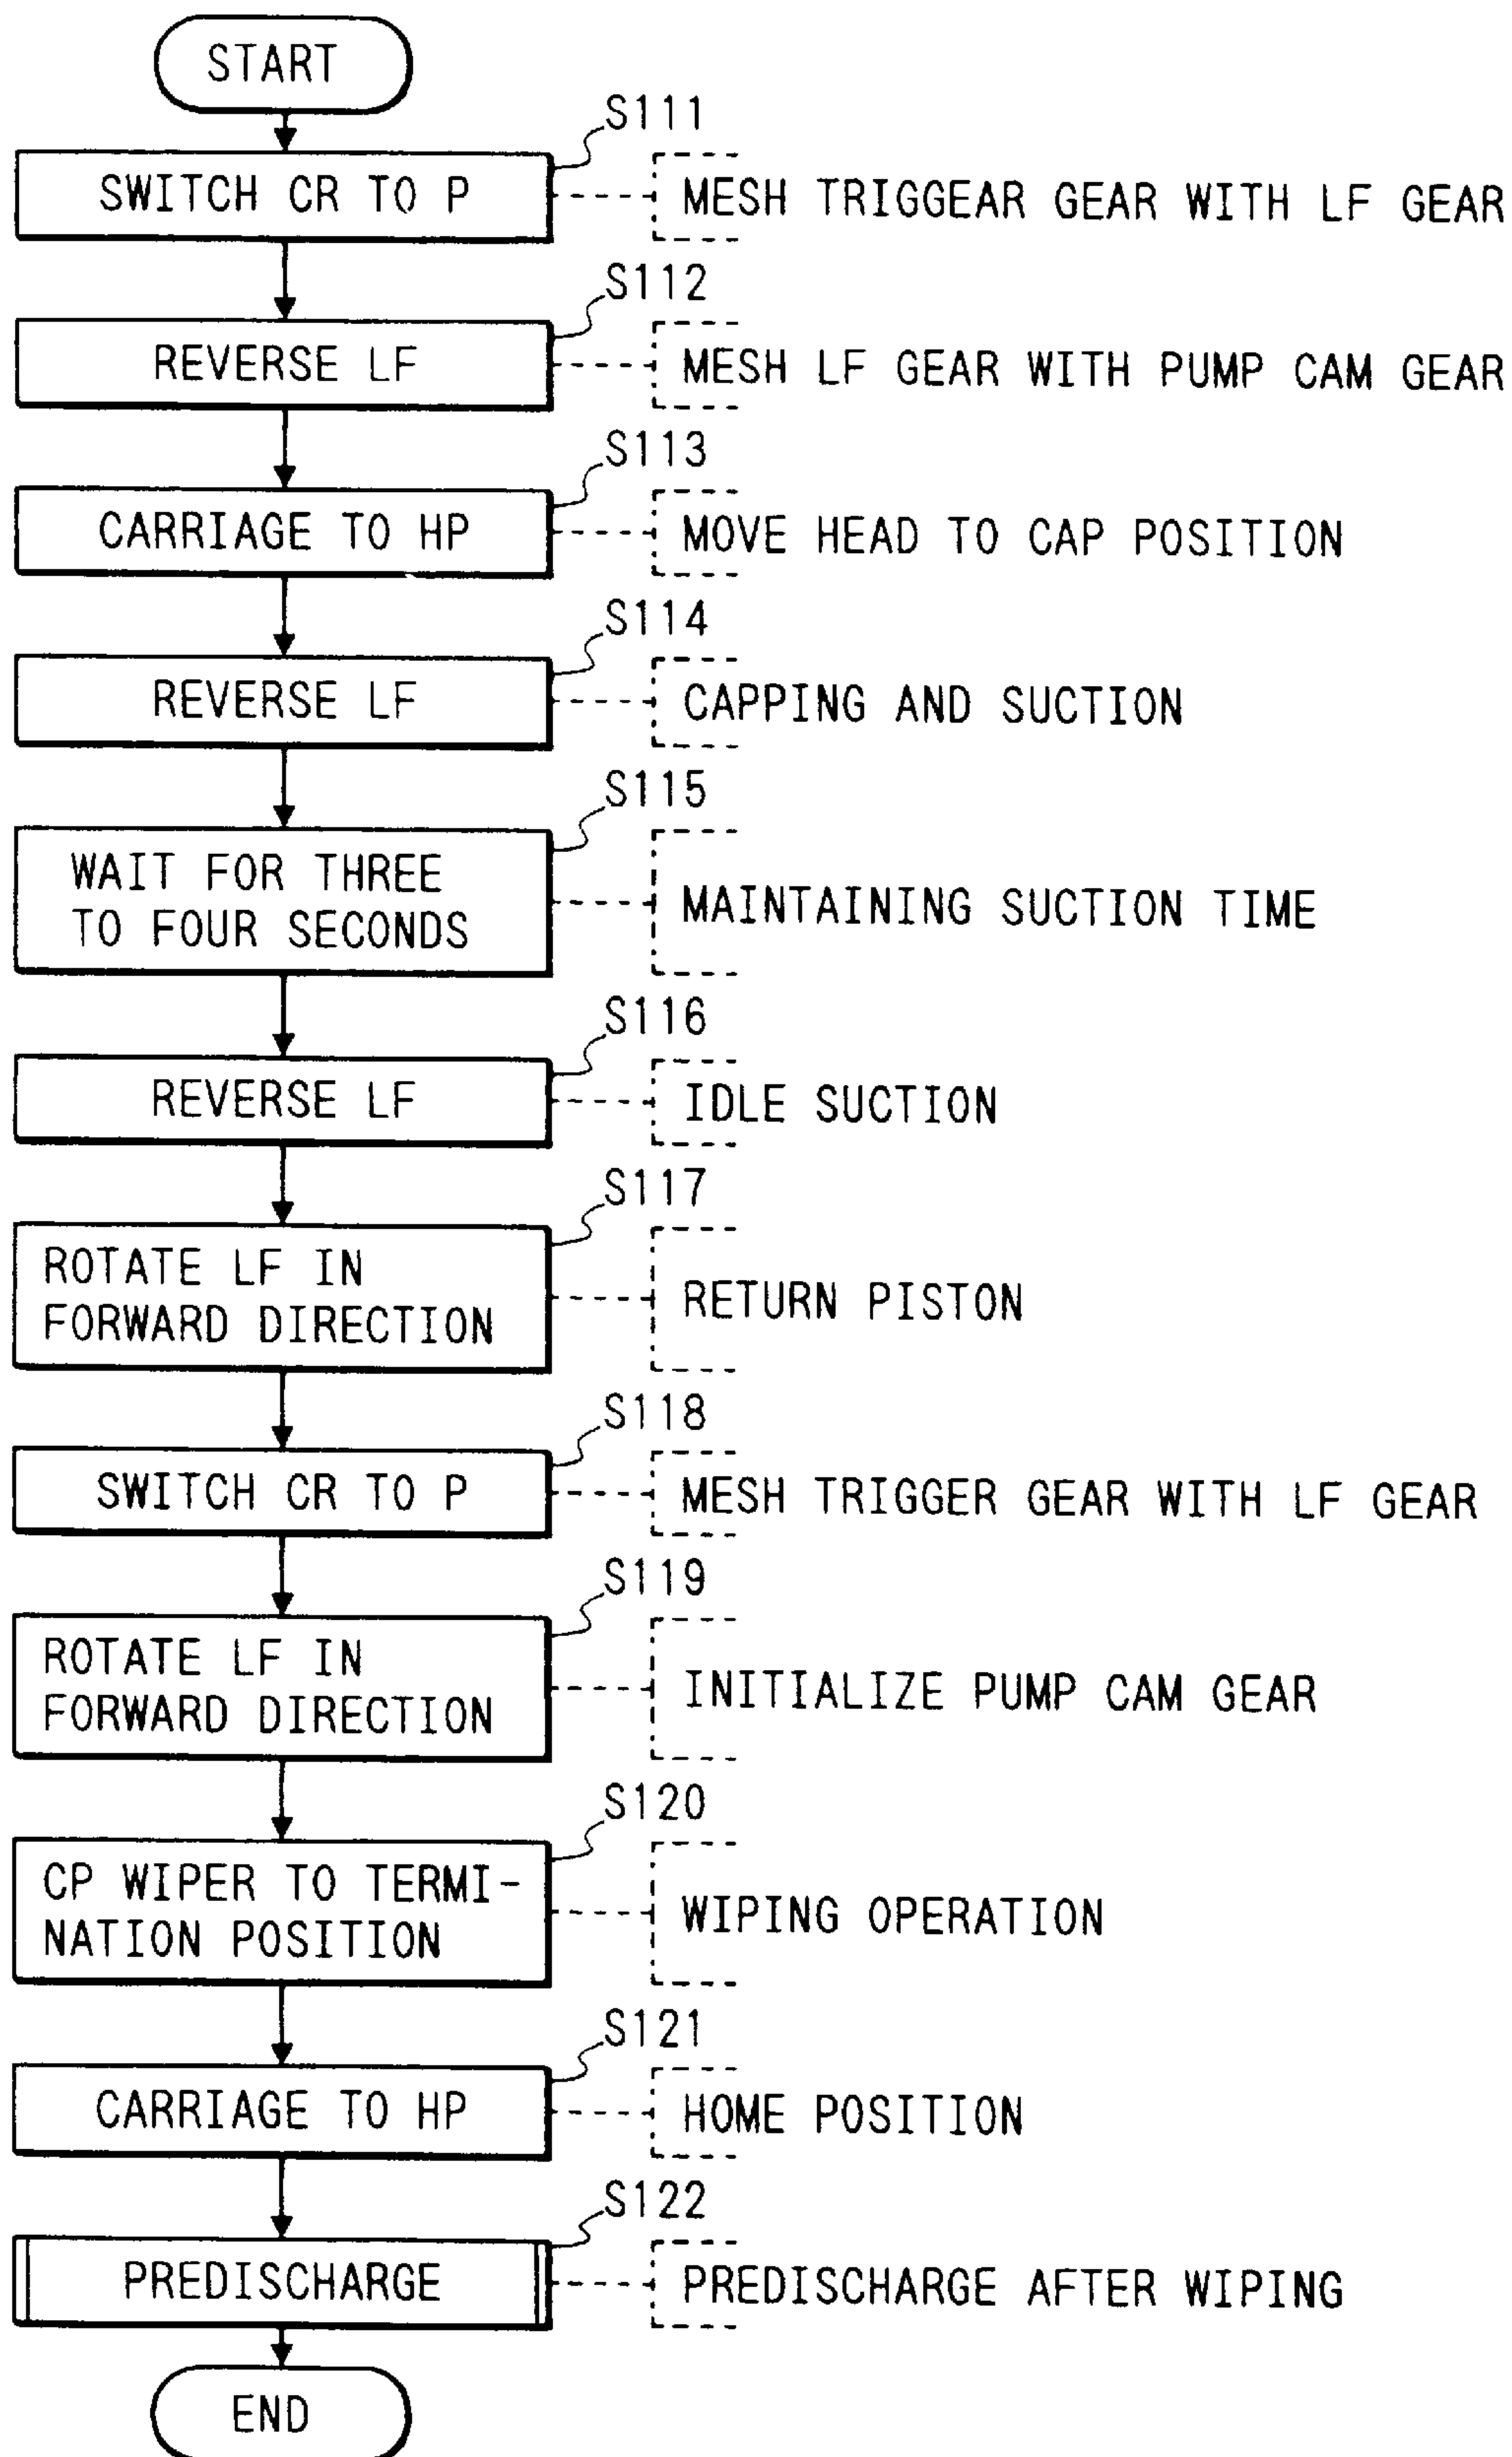 START
S111
SWITCH CR TO P
MESH TRIGGEAR GEAR WITH LF GEAR
S112
REVERSE LF
MESH LF GEAR WITH PUMP CAM GEAR
S113
CARRIAGE TO HP
MOVE HEAD TO CAP POSITION
S114
REVERSE LF
CAPPING AND SUCTION
S115
WAIT FOR THREE
TO FOUR SECONDS
MAINTAINING SUCTION TIME
S116
REVERSE LF
IDLE SUCTION
S117
ROTATE LF IN
FORWARD DIRECTION
RETURN PISTON
S118
SWITCH CR TO P
MESH TRIGGER GEAR WITH LF GEAR
S119
ROTATE LF IN
FORWARD DIRECTION
INITIALIZE PUMP CAM GEAR
S120
CP WIPER TO TERMI-
NATION POSITION
WIPING OPERATION
S121
CARRIAGE TO HP
HOME POSITION
S122
PREDISCHARGE
PREDISCHARGE AFTER WIPING
END